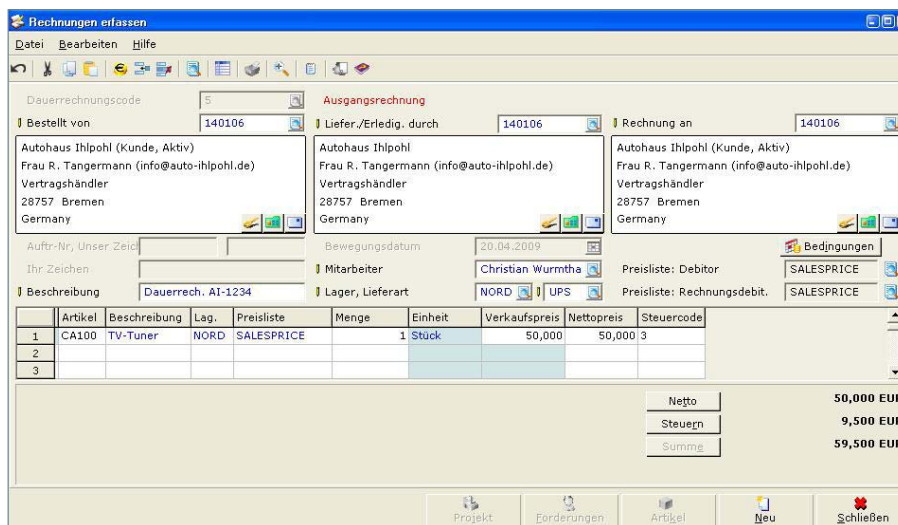 Rechnungen erfassen
Datei Bearbeiten Hilfe
Dauerrechnungscode 5 Ausgangsrechnung
Bestellt von 140106 Liefer./Erledig. durch 140106 Rechnung an 140106
Autohaus Ihlpohl (Kunde, Aktiv) Autohaus Ihlpohl Autohaus Ihlpohl (Kunde, Aktiv)
Frau R. Tangermann (info@auto-ihlpohl.de) Frau R. Tangermann (info@auto-ihlpohl.de) Frau R. Tangermann (info@auto-ihlpohl.de)
Vertragshändler Vertragshändler Vertragshändler
28757 Bremen 28757 Bremen 28757 Bremen
Germany Germany Germany
Auftr-Nr, Unser Zeich Bewegungsdatum 20.04.2009 Bedingungen
Ihr Zeichen Mitarbeiter Christian Wurmtha Preisliste: Debitor SALESPRICE
Beschreibung Dauerrech. AI-1234 Lager, Lieferart NORD UPS Preisliste: Rechnungsdebit. SALESPRICE
Artikel Beschreibung Lag. Preisliste Menge Einheit Verkaufspreis Nettopreis Steuercode
1 CA100 TV-Tuner NORD SALESPRICE 1 Stück 50,000 50,000 3
2
3
Netto 50,000 EUR
Steuern 9,500 EUR
Summe 59,500 EUR
Projekt Forderungen Artikel Neu Schließen